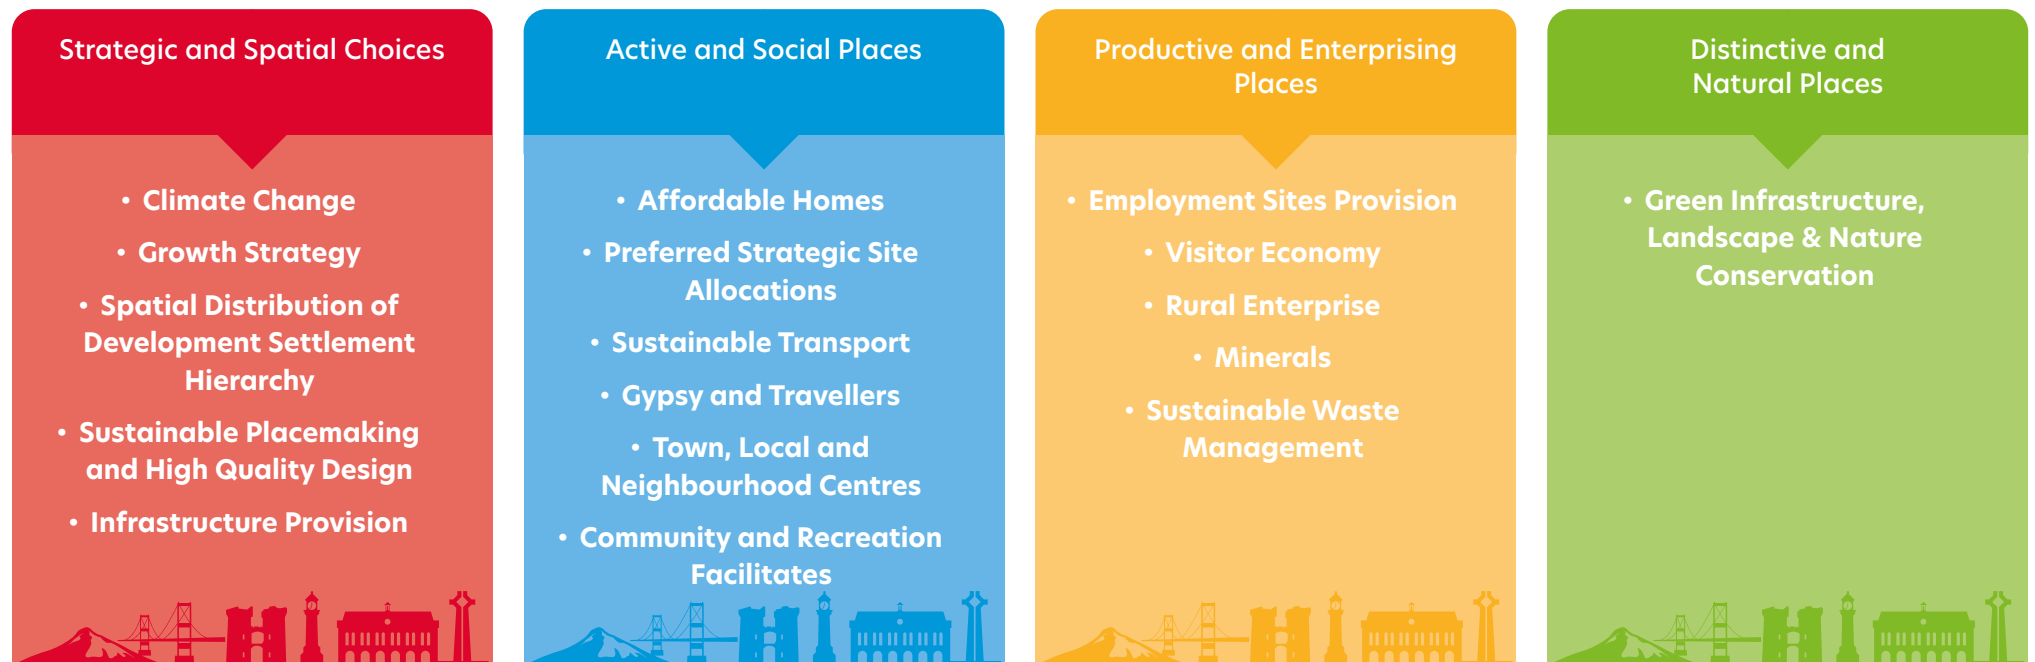 Strategic and Spatial Choices
• Climate Change
• Growth Strategy
• Spatial Distribution of
Development Settlement
Hierarchy
• Sustainable Placemaking
and High Quality Design
• Infrastructure Provision
Active and Social Places
• Affordable Homes
• Preferred Strategic Site
Allocations
• Sustainable Transport
• Gypsy and Travellers
• Town, Local and
Neighbourhood Centres
• Community and Recreation
Facilitates
Productive and Enterprising
Places
• Employment Sites Provision
• Visitor Economy
• Rural Enterprise
• Minerals
• Sustainable Waste
Management
Distinctive and
Natural Places
• Green Infrastructure,
Landscape & Nature
Conservation